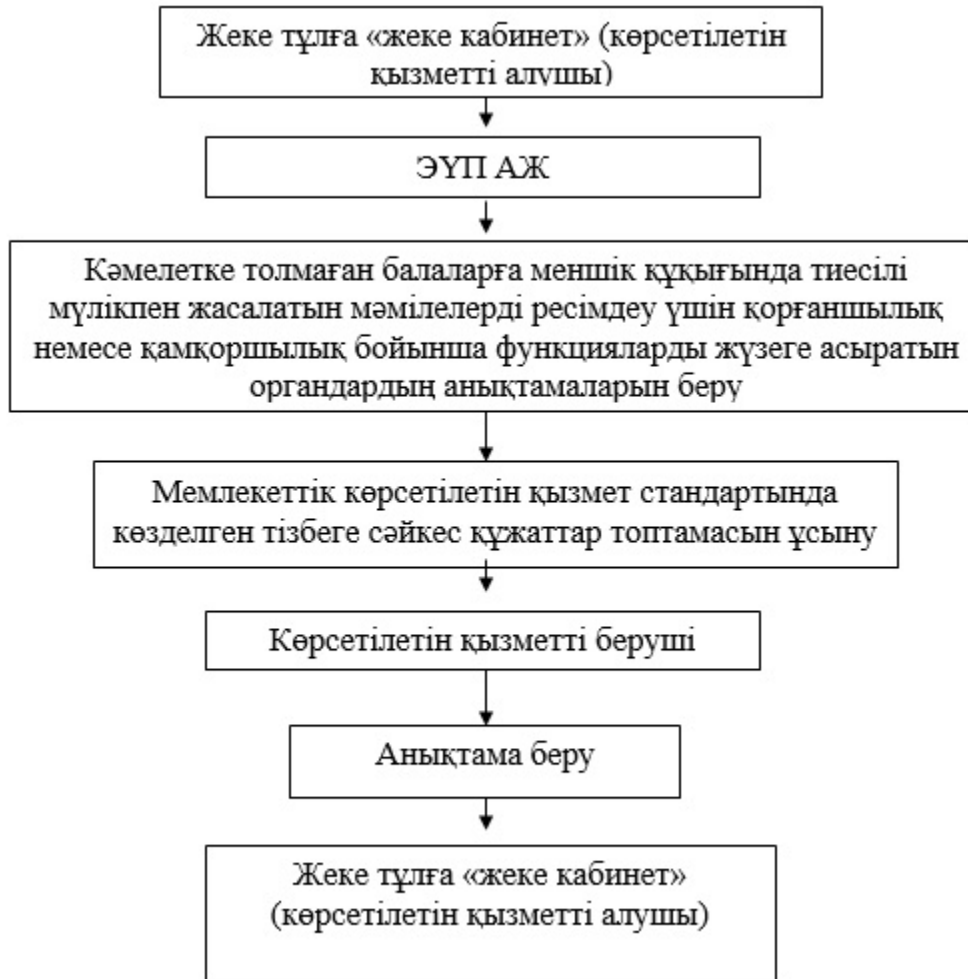 Жеке тұлға «жеке кабинет» (көрсетілетін
қызметті алушы)
ЭҮП АЖ
Кәмелетке толмаған балаларға меншік құқығында тиесілі
мүлікпен жасалатын мәмілелерді ресімдеу үшін қорғаншылық
немесе қамқоршылық бойынша функцияларды жүзеге асыратын
органдардың анықтамаларын беру
Мемлекеттік көрсетілетін қызмет стандартында
көзделген тізбеге сәйкес құжаттар топтамасын ұсыну
Көрсетілетін қызметті беруші
Анықтама беру
Жеке тұлға «жеке кабинет»
(көрсетілетін қызметті алушы)